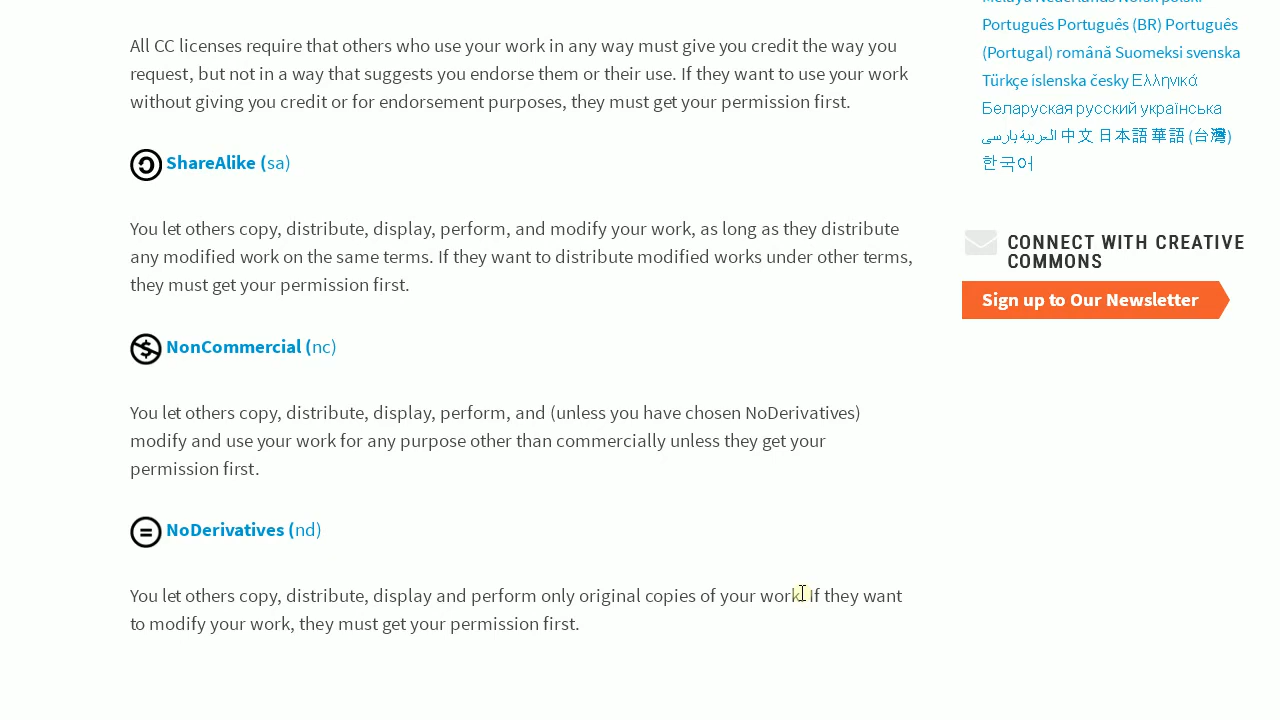 All CC licenses require that others who use your work in any way must give you credit the way you
request, but not in a way that suggests you endorse them or their use. If they want to use your work
without giving you credit or for endorsement purposes, they must get your permission first.
ShareAlike (sa)
You let others copy, distribute, display, perform, and modify your work, as long as they distribute
any modified work on the same terms. If they want to distribute modified works under other terms,
they must get your permission first.
NonCommercial (nc)
You let others copy, distribute, display, perform, and (unless you have chosen NoDerivatives)
modify and use your work for any purpose other than commercially unless they get your
permission first.
NoDerivatives (nd)
You let others copy, distribute, display and perform only original copies of your work. If they want
to modify your work, they must get your permission first.
Melayu Nederlands Norsk polski
Português Português (BR) Português
(Portugal) română Suomeksi svenska
Türkçe íslenska česky Ελληνικά
Беларуская русский українська
العربية پارسی 中文 日本語 華語 (台灣)
한국어
CONNECT WITH CREATIVE
COMMONS
Sign up to Our Newsletter